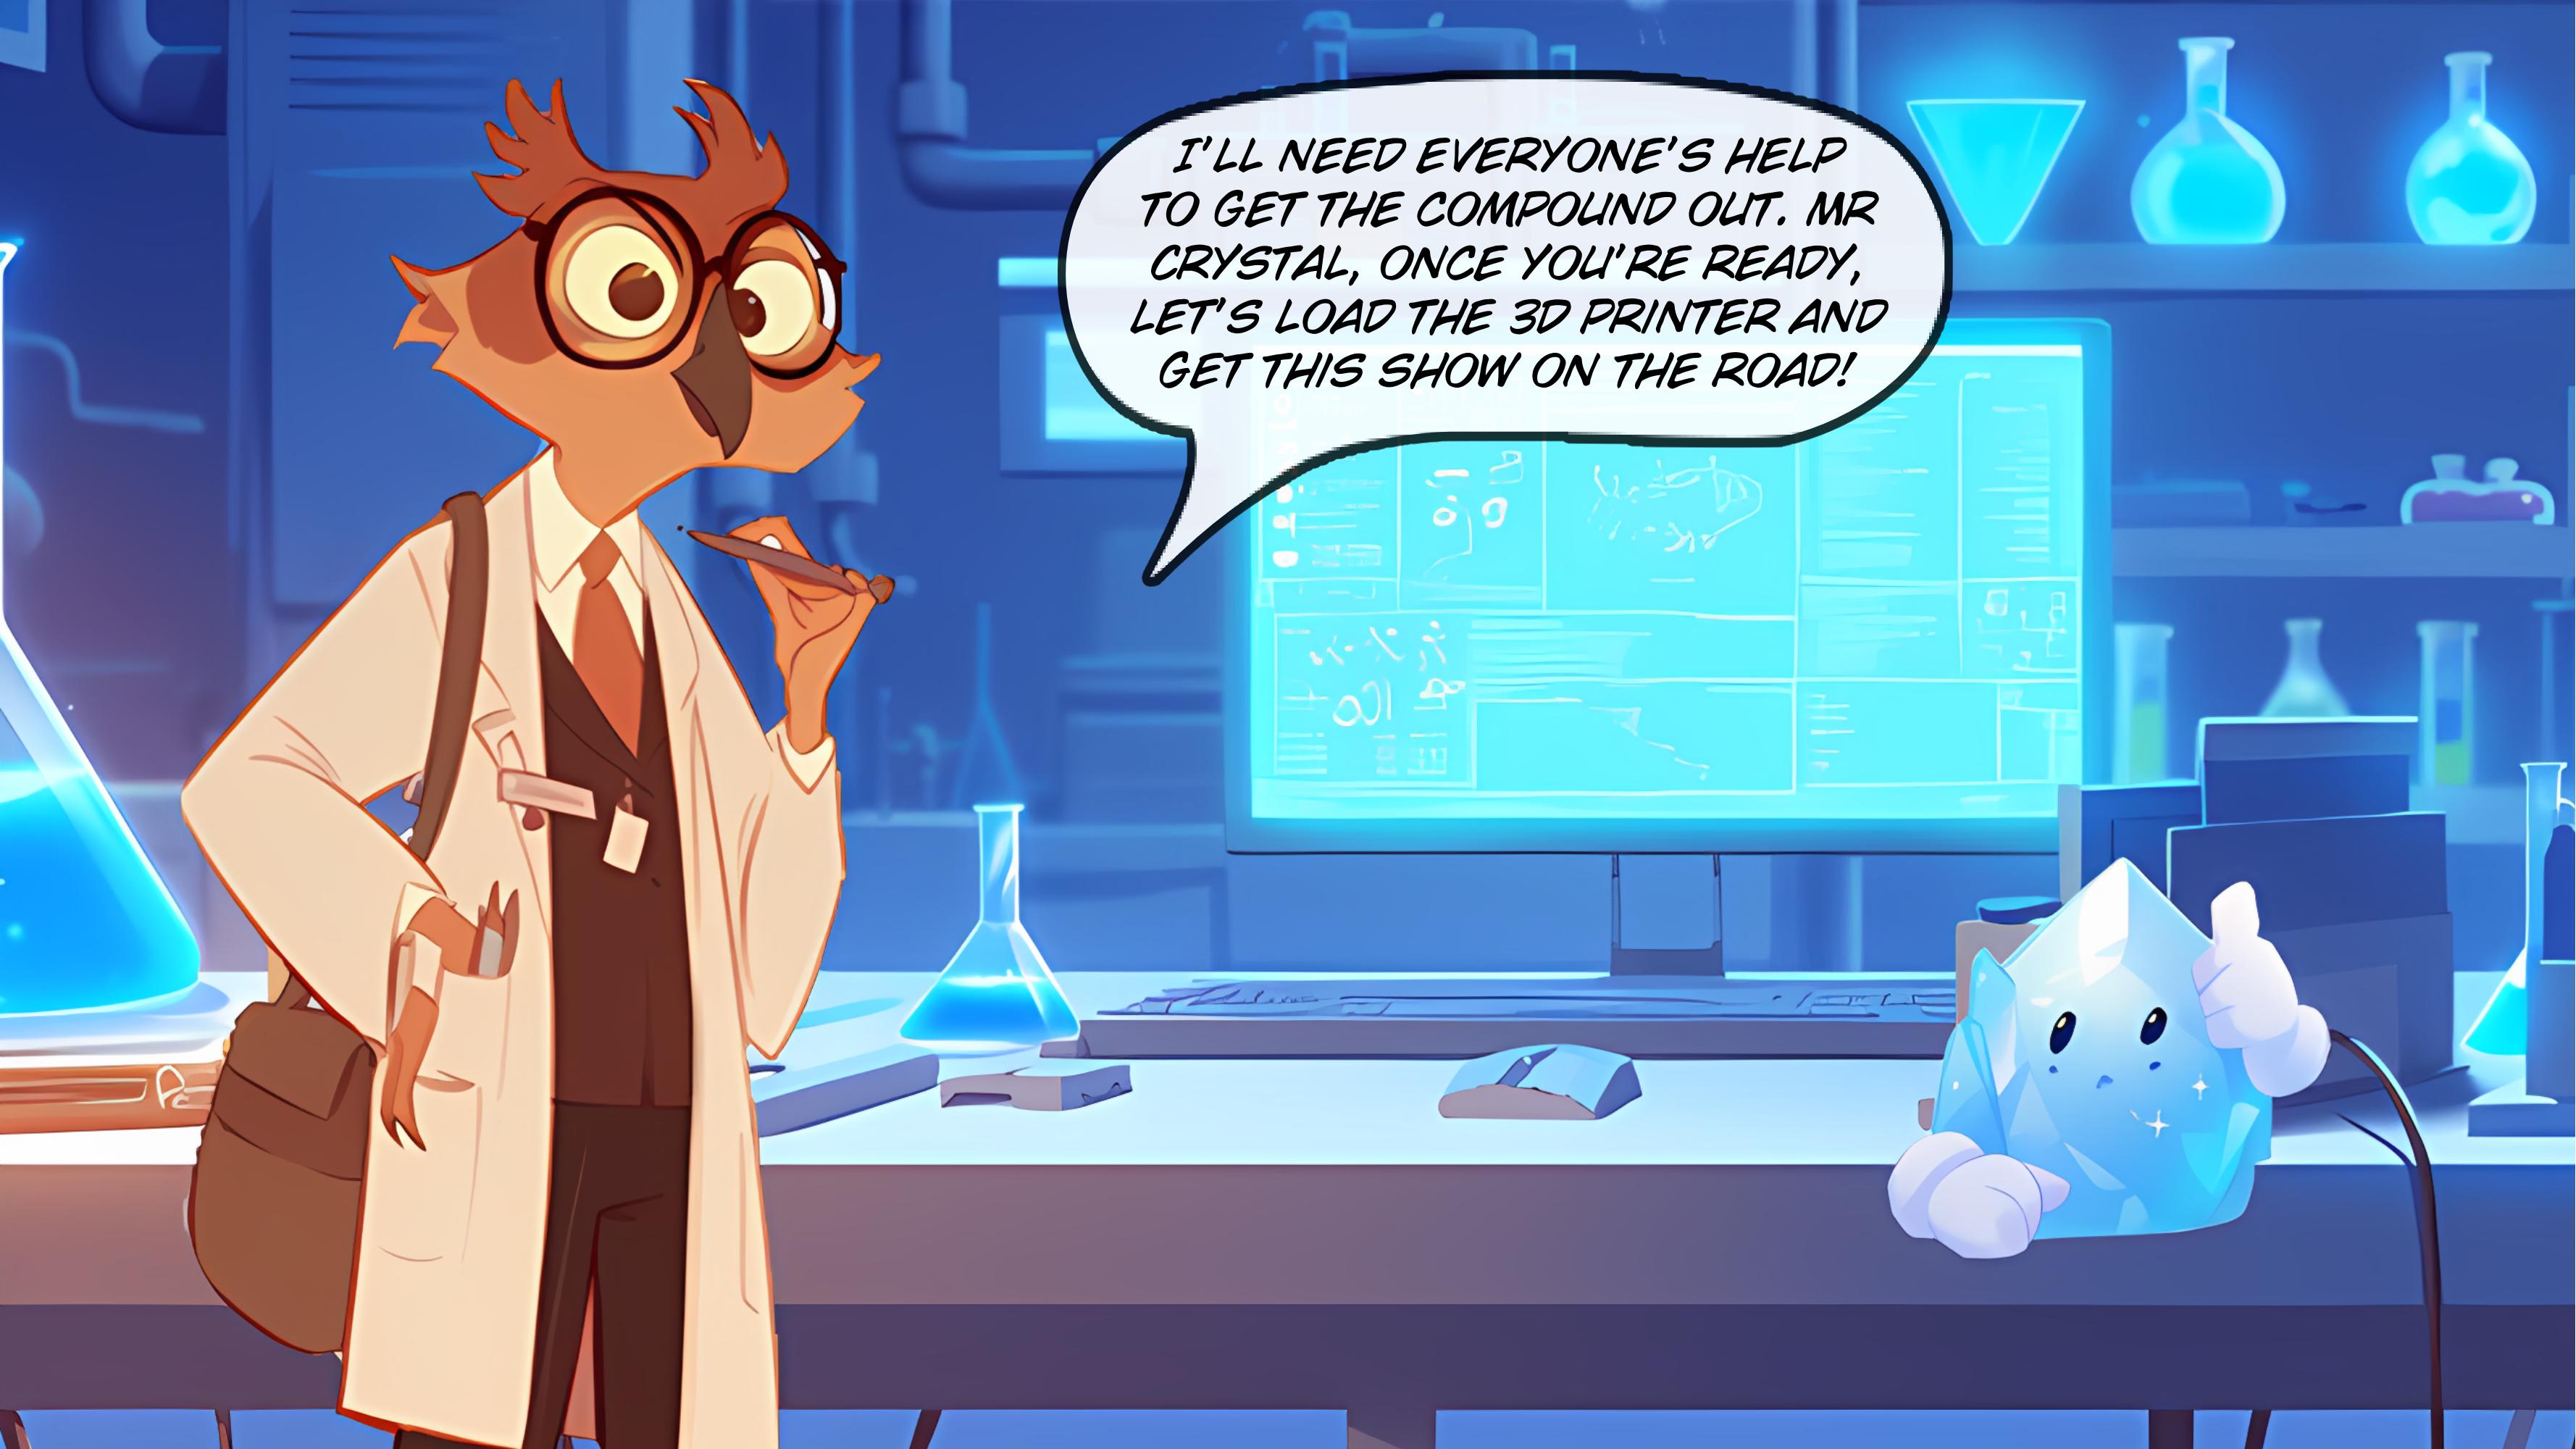 I'LL NEED EVERYONE'S HELP
TO GET THE COMPOUND OUT. MR
CRYSTAL, ONCE YOU'RE READY,
LET'S LOAD THE 3D PRINTER AND
GET THIS SHOW ON THE ROAD!